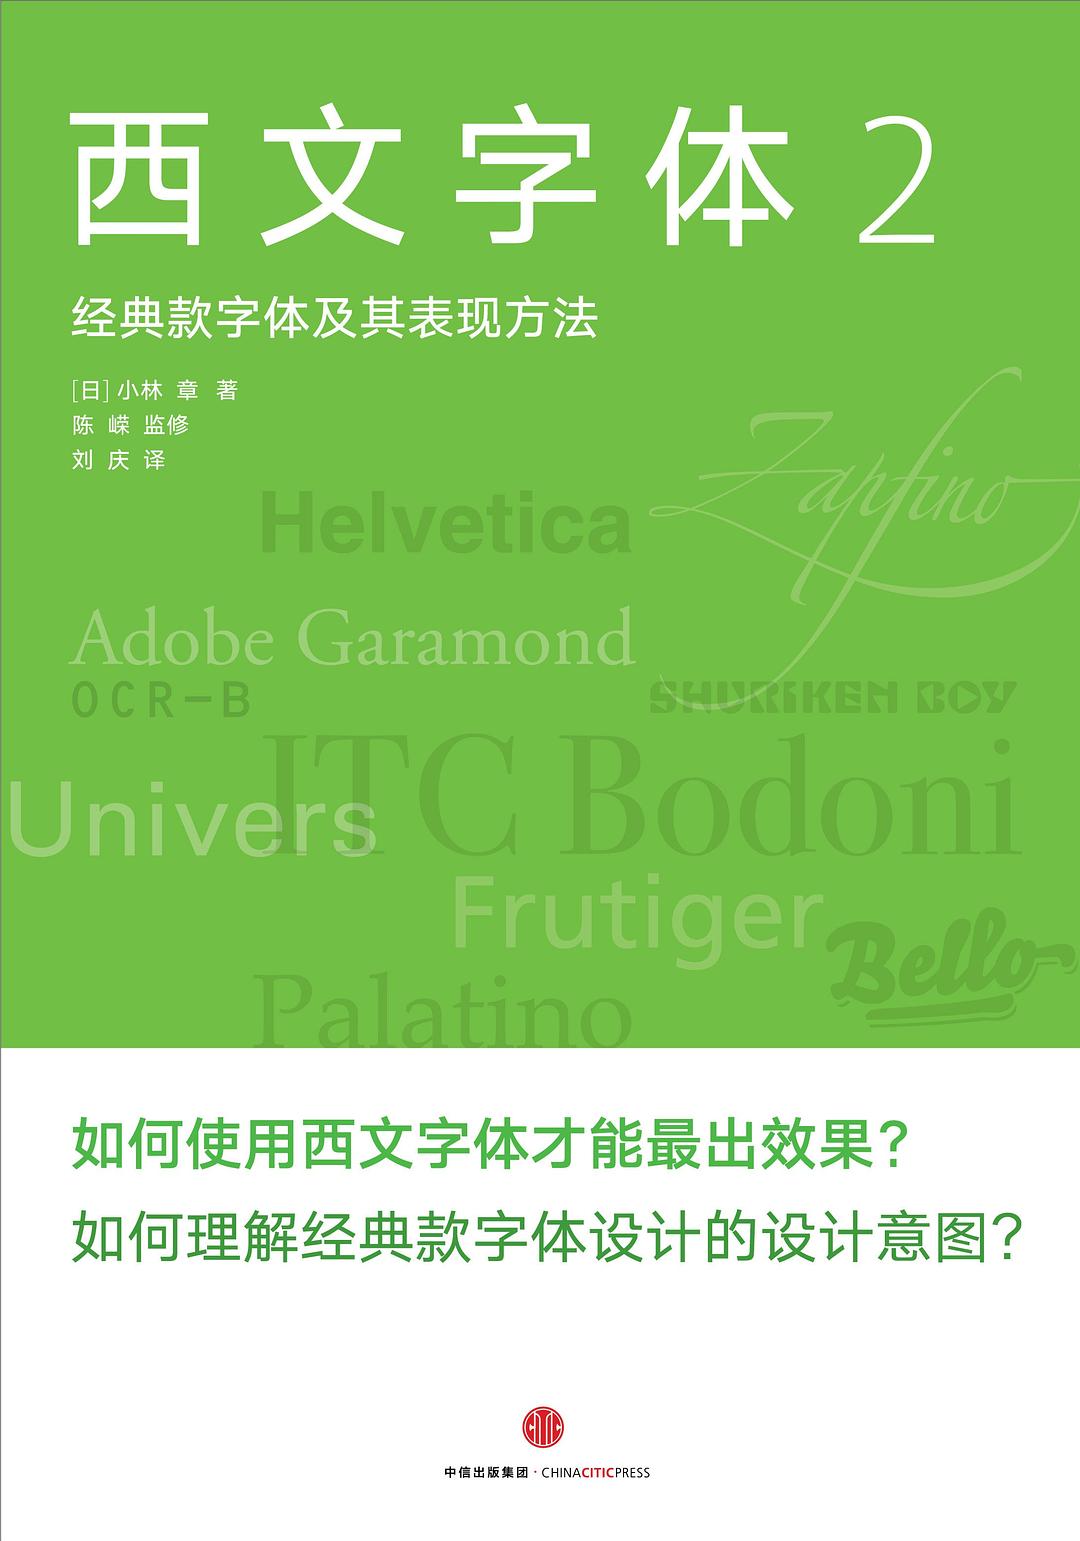 西文字体2
经典款字体及其表现方法
[日] 小林 章 著
陈 嵘 监修
刘 庆 译
Zapfino
Helvetica
Adobe Garamond
OCR-B
SHURIKEN BOY
ITC Bodoni
Univers
Frutiger
Bello
Palatino
如何使用西文字体才能最出效果?
如何理解经典款字体设计的设计意图?
中信出版集团·CHINACITICPRESS